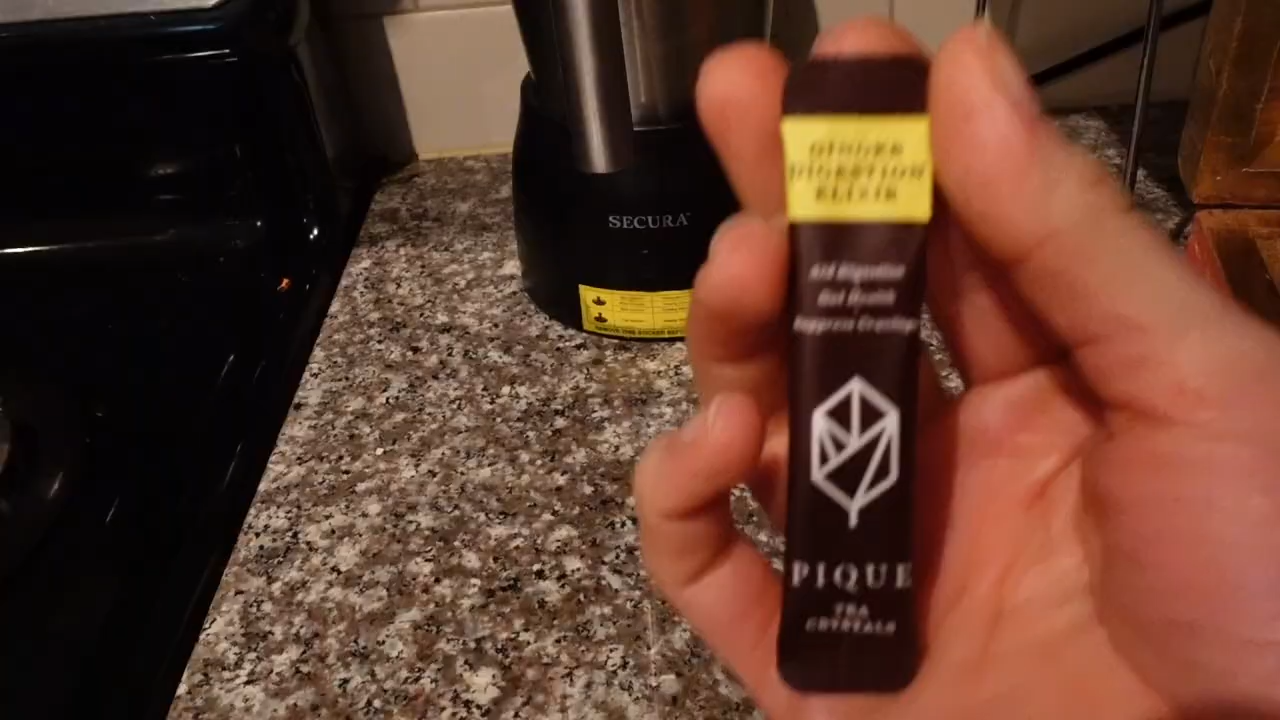 SECURA
GINGER
DIGESTION
ELIXIR
Aid Digestion
Gut Health
Suppress Cravings
PIQUE
TEA
CRYSTALS